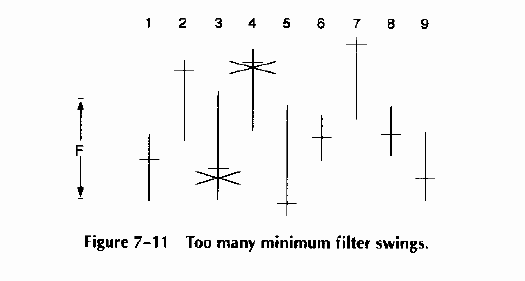 1 2 3 4 5 6 7 8 9
F
Figure 7–11 Too many minimum filter swings.